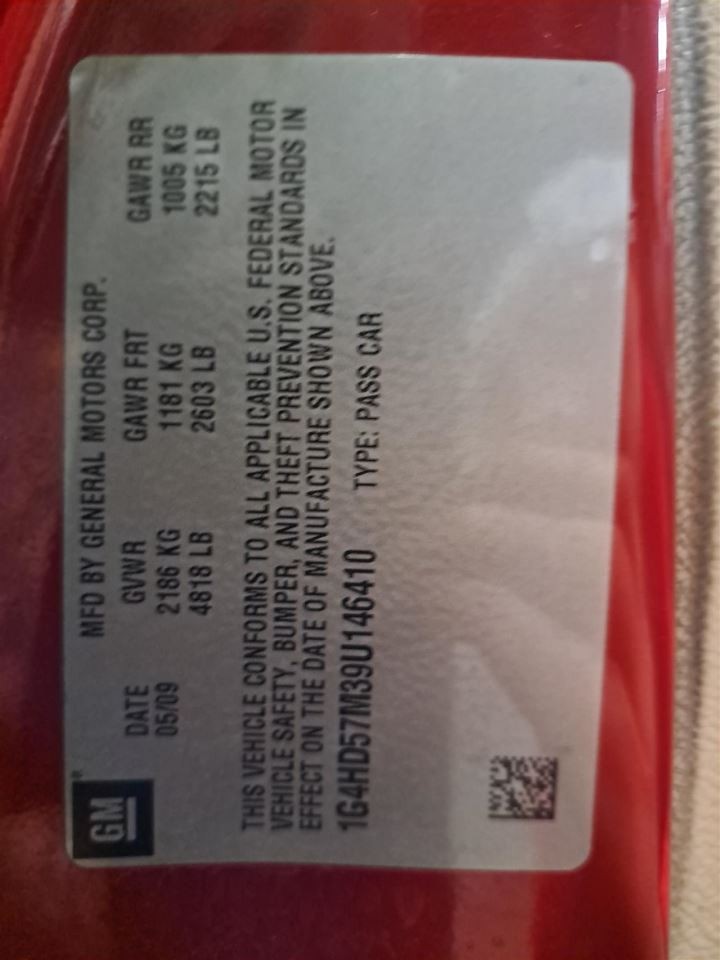 GM
MFD BY GENERAL MOTORS CORP.
DATE GVWR GAWR FRT GAWR RR
05/09 2186 KG 1181 KG 1005 KG
4818 LB 2603 LB 2215 LB
THIS VEHICLE CONFORMS TO ALL APPLICABLE U.S. FEDERAL MOTOR
VEHICLE SAFETY, BUMPER, AND THEFT PREVENTION STANDARDS IN
EFFECT ON THE DATE OF MANUFACTURE SHOWN ABOVE.
1G4HD57M39U146410 TYPE: PASS CAR